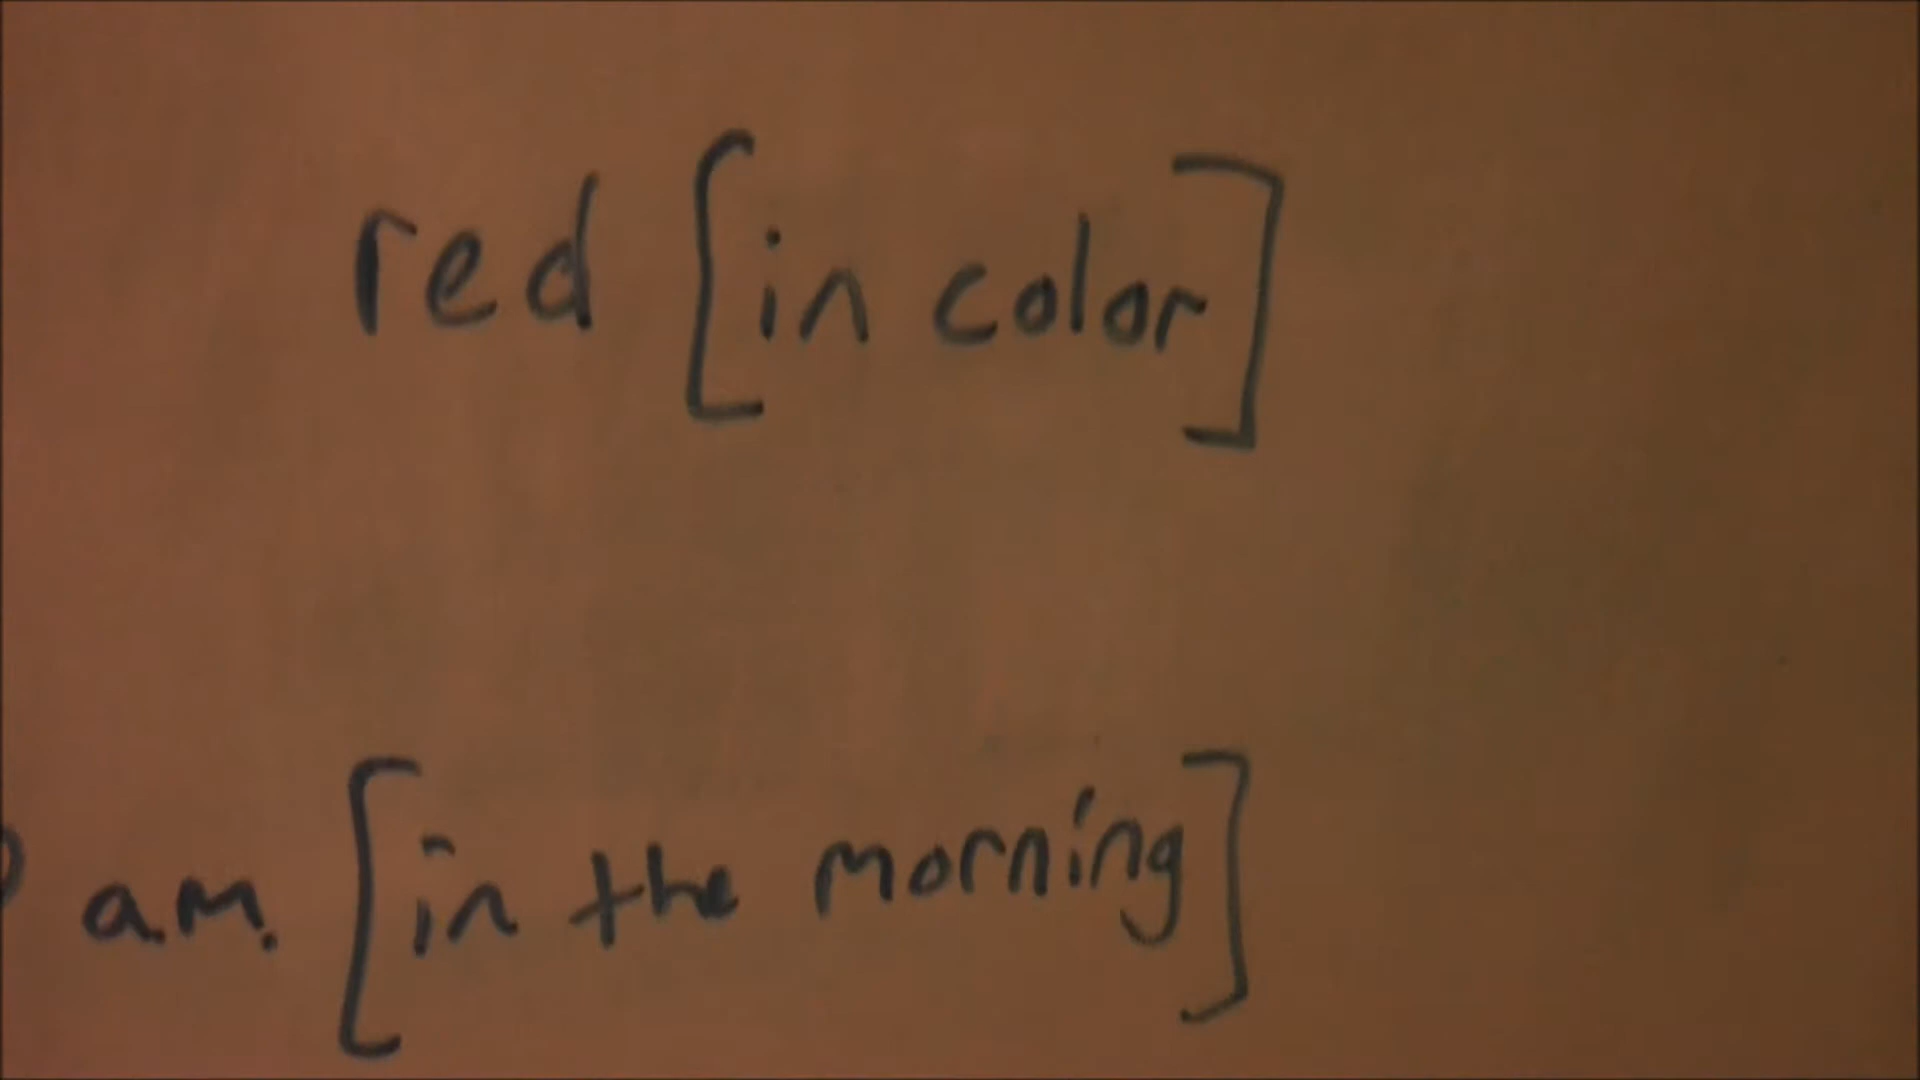 red [in color]
a.m. [in the morning]